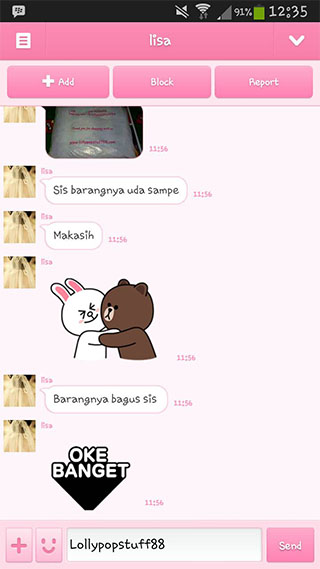 91% 12:35
lisa
Add
Block
Report
11:56
lisa
Sis barangnya uda sampe
11:56
lisa
Makasih
11:56
lisa
11:56
lisa
Barangnya bagus sis
11:56
lisa
OKE
BANGET
11:56
Lollypopstuff88
Send